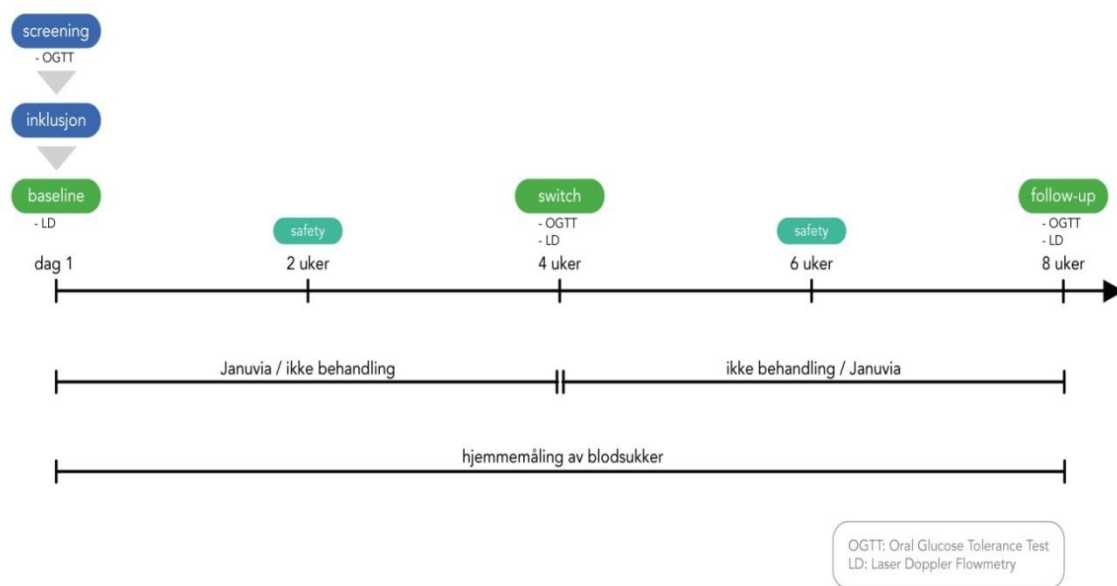 screening
- OGTT
inklusjon
baseline
- LD
switch
- OGTT
- LD
follow-up
- OGTT
- LD
safety
safety
dag 1
2 uker
4 uker
6 uker
8 uker
Januvia / ikke behandling
ikke behandling / Januvia
hjemmemåling av blodsukker
OGTT: Oral Glucose Tolerance Test
LD: Laser Doppler Flowmetry